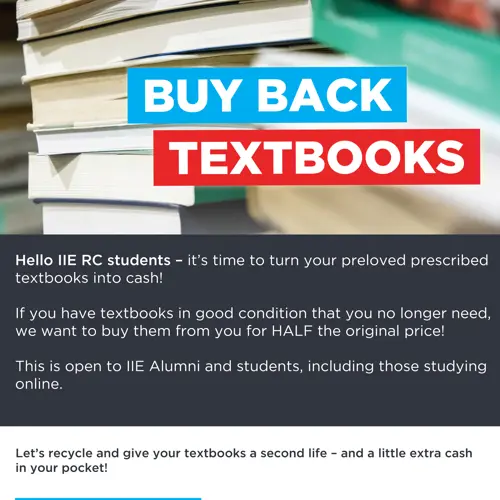 BUY BACK
TEXTBOOKS
Hello IIE RC students – it’s time to turn your preloved prescribed
textbooks into cash!
If you have textbooks in good condition that you no longer need,
we want to buy them from you for HALF the original price!
This is open to IIE Alumni and students, including those studying
online.
Let’s recycle and give your textbooks a second life – and a little extra cash
in your pocket!